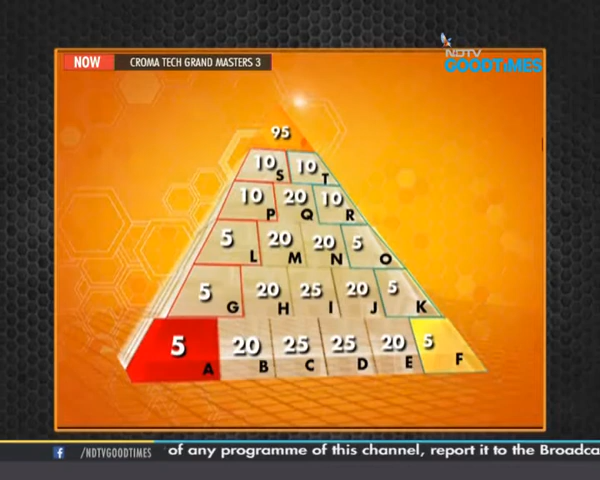 NDTV
GOODTiMES
NOW CROMA TECH GRAND MASTERS 3
95
10 S 10 T
10 P 20 Q 10 R
5 L 20 M 20 N 5 O
5 G 20 H 25 I 20 J 5 K
5 A 20 B 25 C 25 D 20 E 5 F
f /NDTVGOODTIMES of any programme of this channel, report it to the Broadca